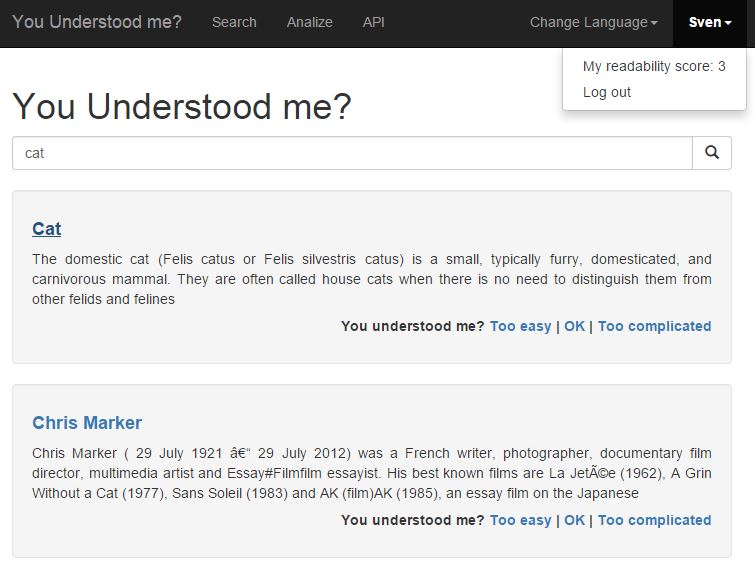 You Understood me? Search Analize API Change Language Sven
My readability score: 3
Log out
You Understood me?
cat
Cat
The domestic cat (Felis catus or Felis silvestris catus) is a small, typically furry, domesticated, and
carnivorous mammal. They are often called house cats when there is no need to distinguish them from
other felids and felines
You understood me? Too easy | OK | Too complicated
Chris Marker
Chris Marker ( 29 July 1921 â€“ 29 July 2012) was a French writer, photographer, documentary film
director, multimedia artist and Essay#Filmfilm essayist. His best known films are La JetÃ©e (1962), A Grin
Without a Cat (1977), Sans Soleil (1983) and AK (film)AK (1985), an essay film on the Japanese
You understood me? Too easy | OK | Too complicated